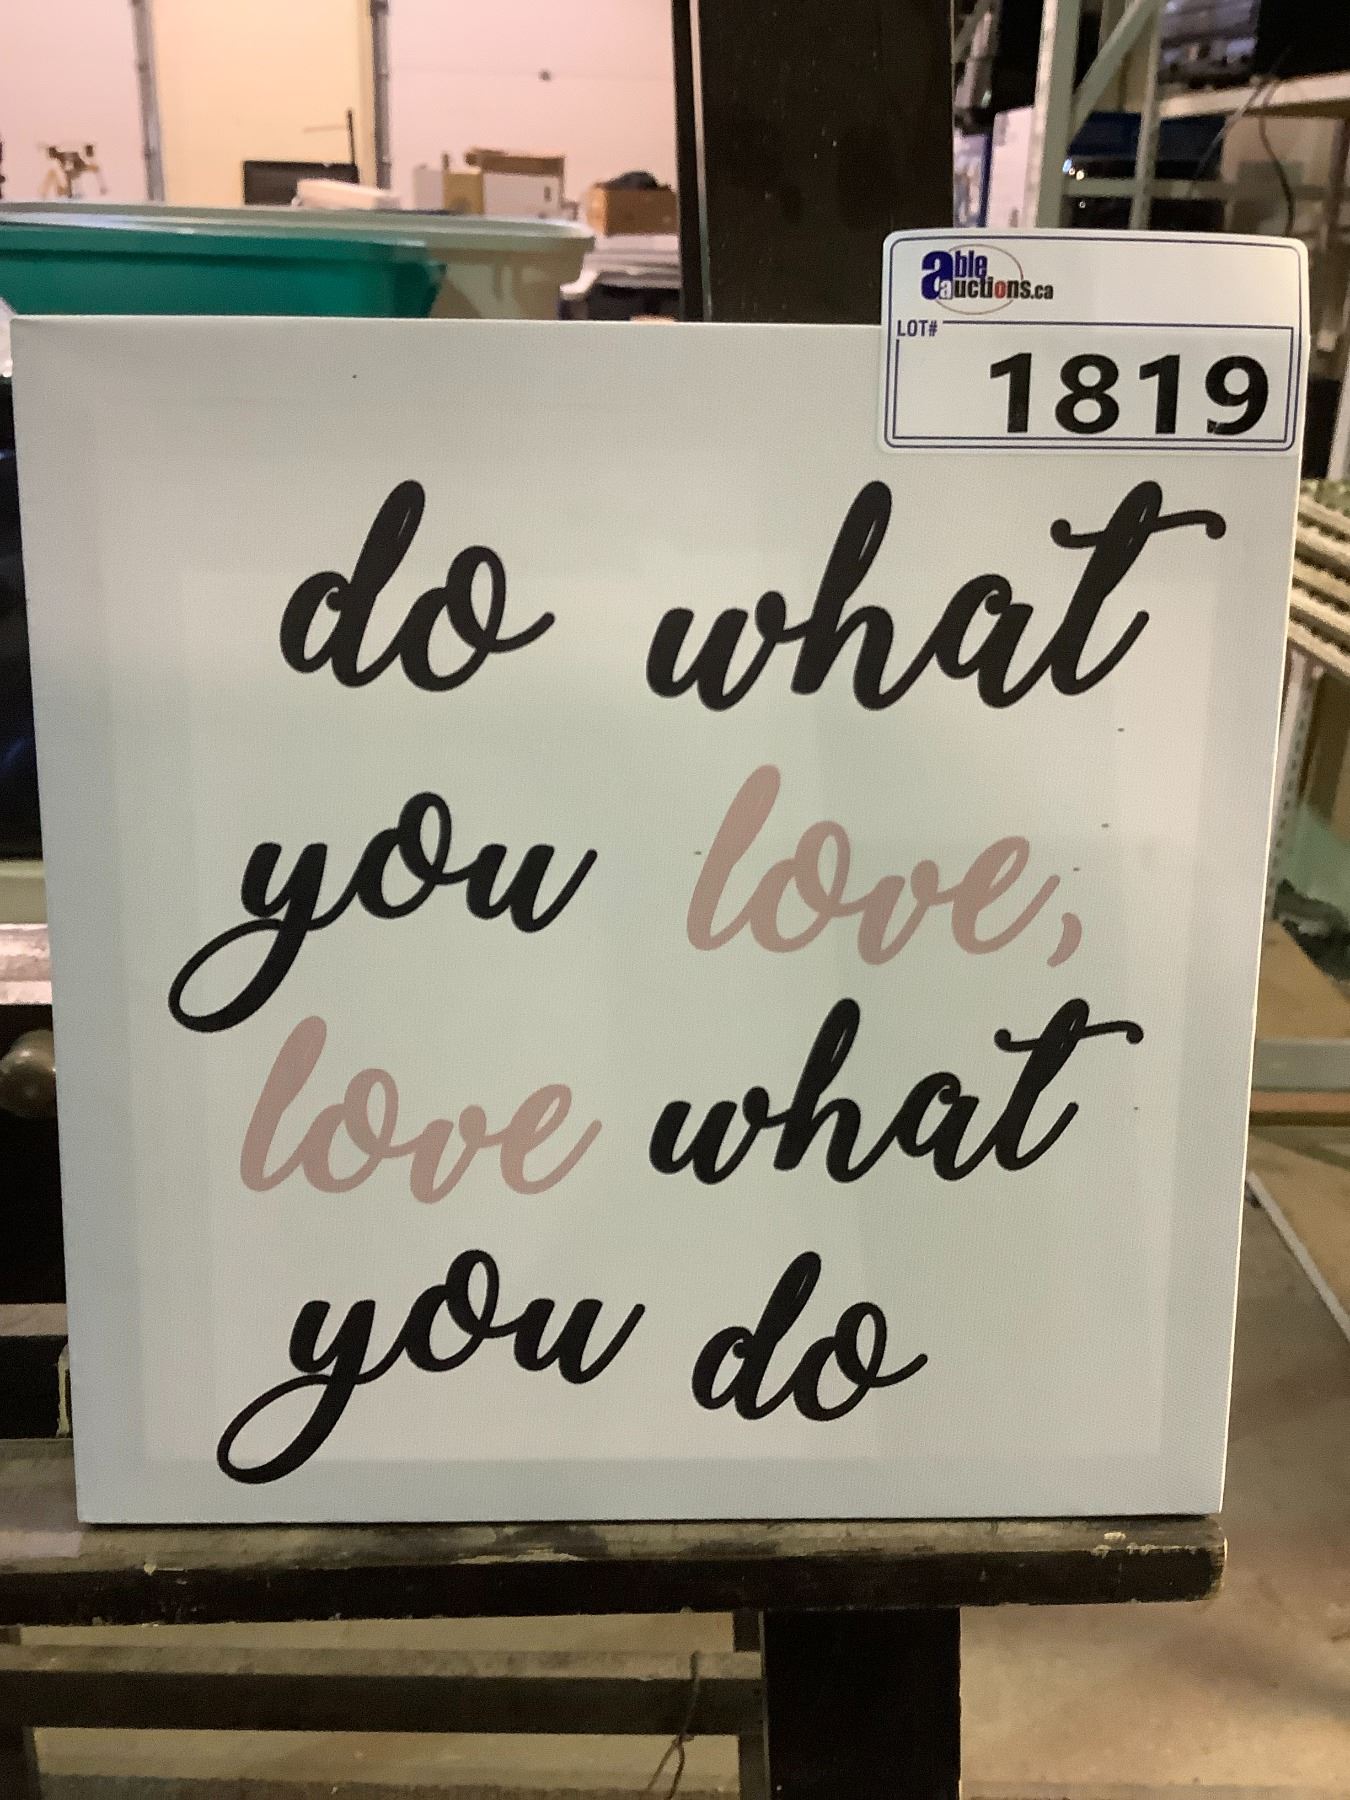 able
auctions.ca
LOT#
1819
do what
you love,
love what
you do